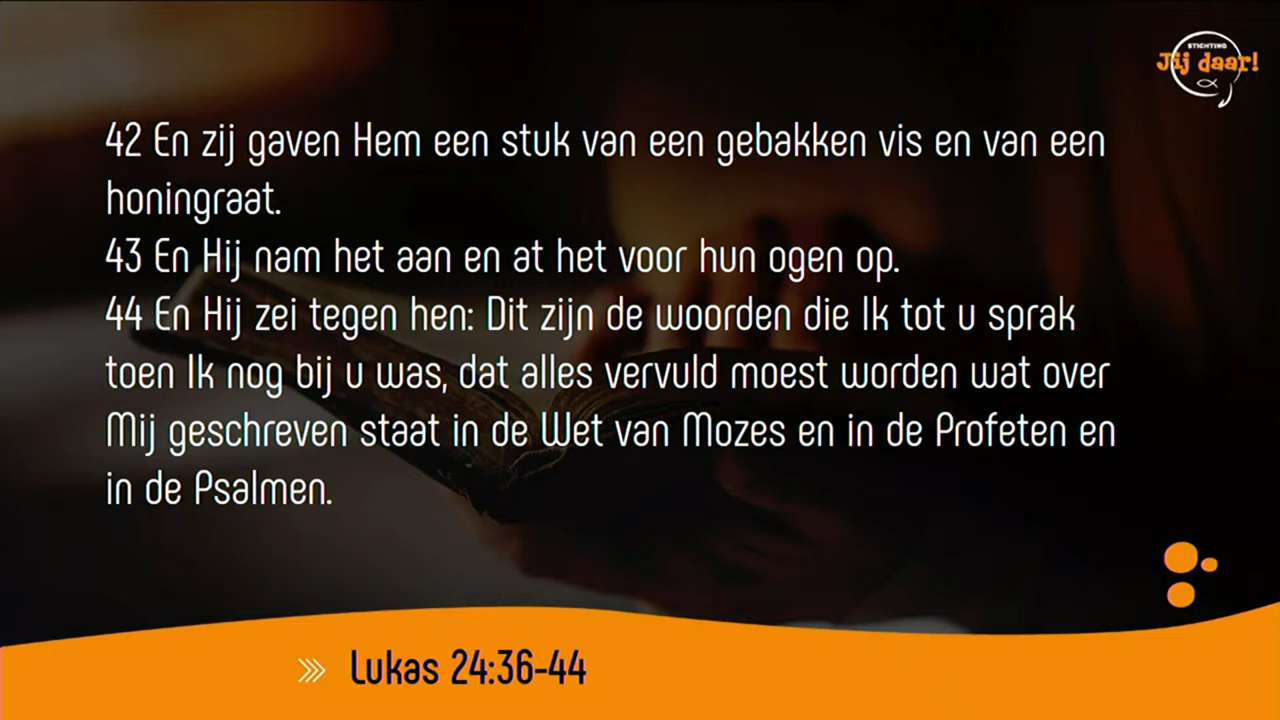 STICHTING
Jij daar!
42 En zij gaven Hem een stuk van een gebakken vis en van een
honingraat.
43 En Hij nam het aan en at het voor hun ogen op.
44 En Hij zei tegen hen: Dit zijn de woorden die Ik tot u sprak
toen Ik nog bij u was, dat alles vervuld moest worden wat over
Mij geschreven staat in de Wet van Mozes en in de Profeten en
in de Psalmen.
Lukas 24:36-44